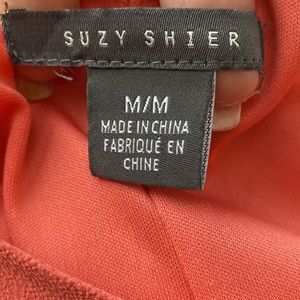 SUZY SHIER
M/M
MADE IN CHINA
FABRIQUÉ EN
CHINE